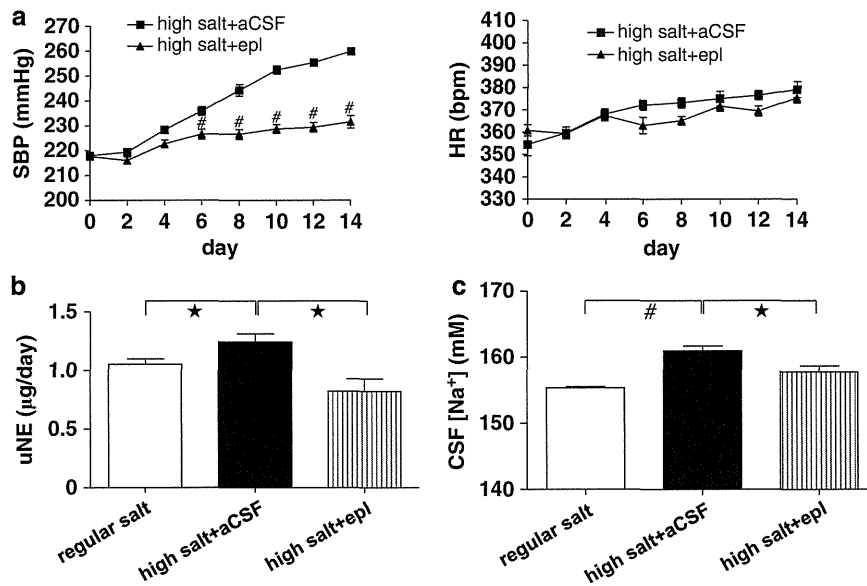 a
high salt+aCSF
high salt+epl
SBP (mmHg)
270
260
250
240
230
220
210
200
# # # # #
0 2 4 6 8 10 12 14
day
high salt+aCSF
high salt+epl
HR (bpm)
410
400
390
380
370
360
350
340
330
0 2 4 6 8 10 12 14
day
b
★ ★
uNE (µg/day)
1.5
1.0
0.5
0
regular salt
high salt+aCSF
high salt+epl
c
# ★
CSF [Na⁺] (mM)
170
160
150
140
regular salt
high salt+aCSF
high salt+epl